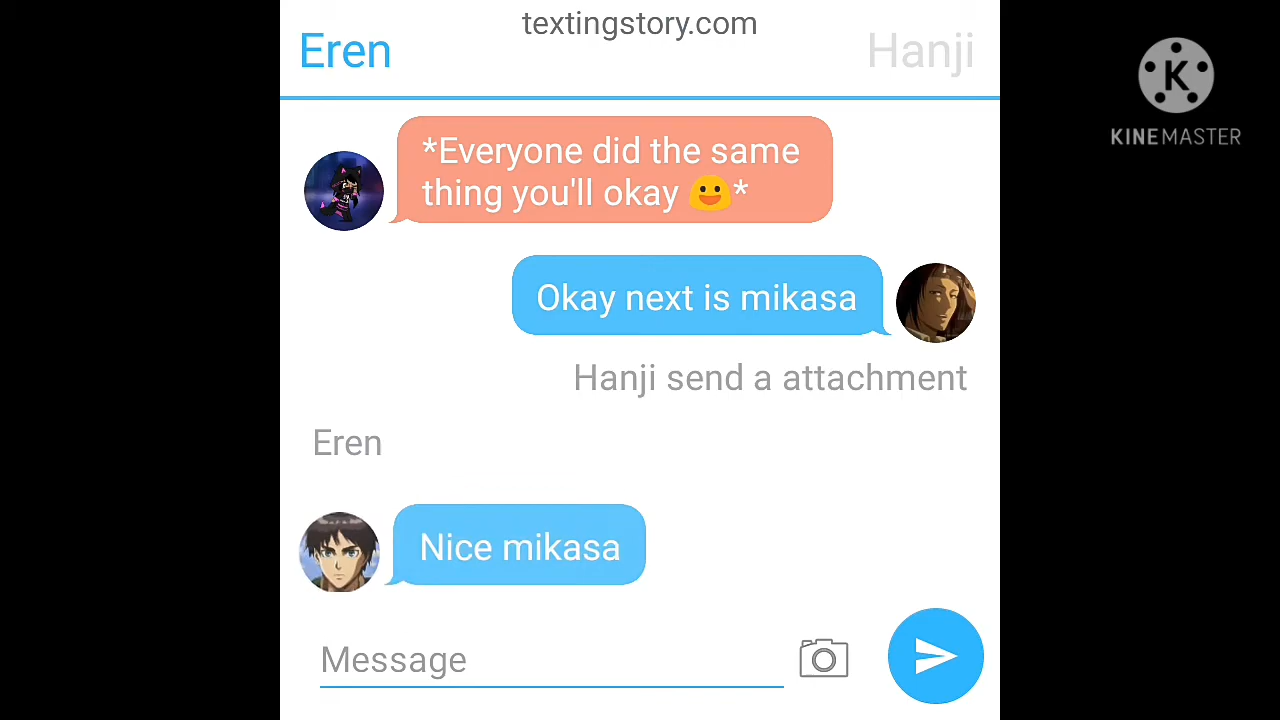 textingstory.com
Eren
Hanji
K
KINEMASTER
*Everyone did the same
thing you'll okay 😃*
Okay next is mikasa
Hanji send a attachment
Eren
Nice mikasa
Message